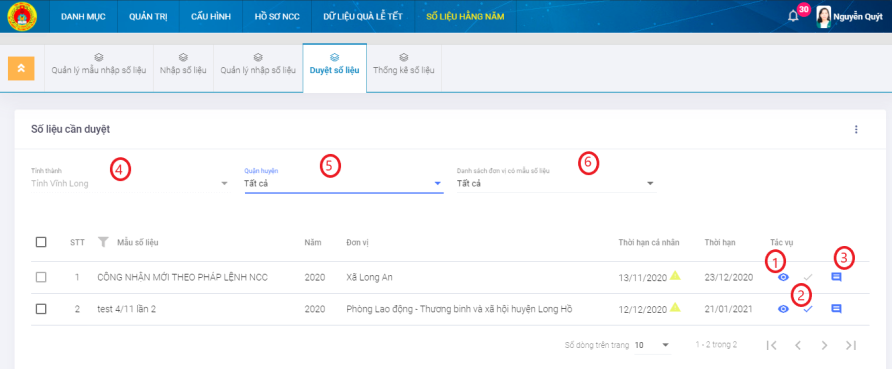 DANH MỤC QUẢN TRỊ CẤU HÌNH HỒ SƠ NCC DỮ LIỆU QUÀ LỄ TẾT SỐ LIỆU HẰNG NĂM 30 Nguyễn Quýt
Quản lý mẫu nhập số liệu Nhập số liệu Quản lý nhập số liệu Duyệt số liệu Thống kê số liệu
Số liệu cần duyệt
Tỉnh thành 4 Quận huyện 5 Danh sách đơn vị có mẫu số liệu 6
Tỉnh Vĩnh Long Tất cả Tất cả
STT Mẫu số liệu Năm Đơn vị Thời hạn cá nhân Thời hạn Tác vụ
1 3
1 CÔNG NHẬN MỚI THEO PHÁP LỆNH NCC 2020 Xã Long An 13/11/2020 23/12/2020
2
2 test 4/11 lần 2 2020 Phòng Lao động - Thương binh và xã hội huyện Long Hồ 12/12/2020 21/01/2021
Số dòng trên trang 10 1 - 2 trong 2